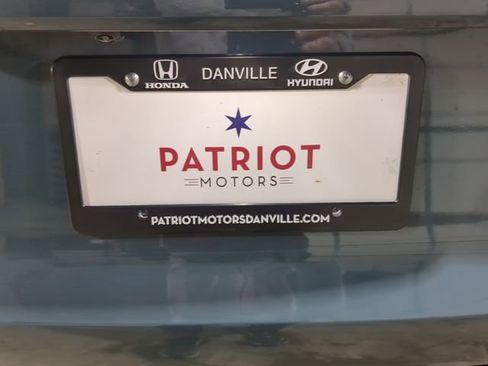 HONDA DANVILLE HYUNDAI
PATRIOT
MOTORS
PATRIOTMOTORSDANVILLE.COM